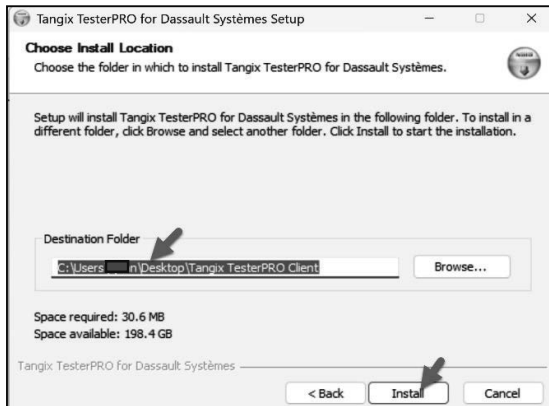 Tangix TesterPRO for Dassault Systèmes Setup
Choose Install Location
Choose the folder in which to install Tangix TesterPRO for Dassault Systèmes.
Setup will install Tangix TesterPRO for Dassault Systèmes in the following folder. To install in a
different folder, click Browse and select another folder. Click Install to start the installation.
Destination Folder
C:\Users n\Desktop\Tangix TesterPRO Client
Browse...
Space required: 30.6 MB
Space available: 198.4 GB
Tangix TesterPRO for Dassault Systèmes
< Back Install Cancel